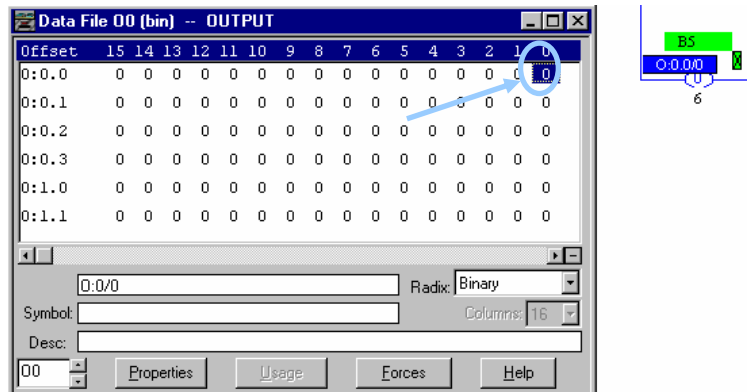 Data File O0 (bin) -- OUTPUT
Offset 15 14 13 12 11 10 9 8 7 6 5 4 3 2 1 0
O:0.0 0 0 0 0 0 0 0 0 0 0 0 0 0 0 0 0
O:0.1 0 0 0 0 0 0 0 0 0 0 0 0 0 0 0 0
O:0.2 0 0 0 0 0 0 0 0 0 0 0 0 0 0 0 0
O:0.3 0 0 0 0 0 0 0 0 0 0 0 0 0 0 0 0
O:1.0 0 0 0 0 0 0 0 0 0 0 0 0 0 0 0 0
O:1.1 0 0 0 0 0 0 0 0 0 0 0 0 0 0 0 0
O:0/0 Radix: Binary
Symbol: Columns: 16
Desc:
O0 Properties Usage Forces Help
B5
O:0.0/0
U
6